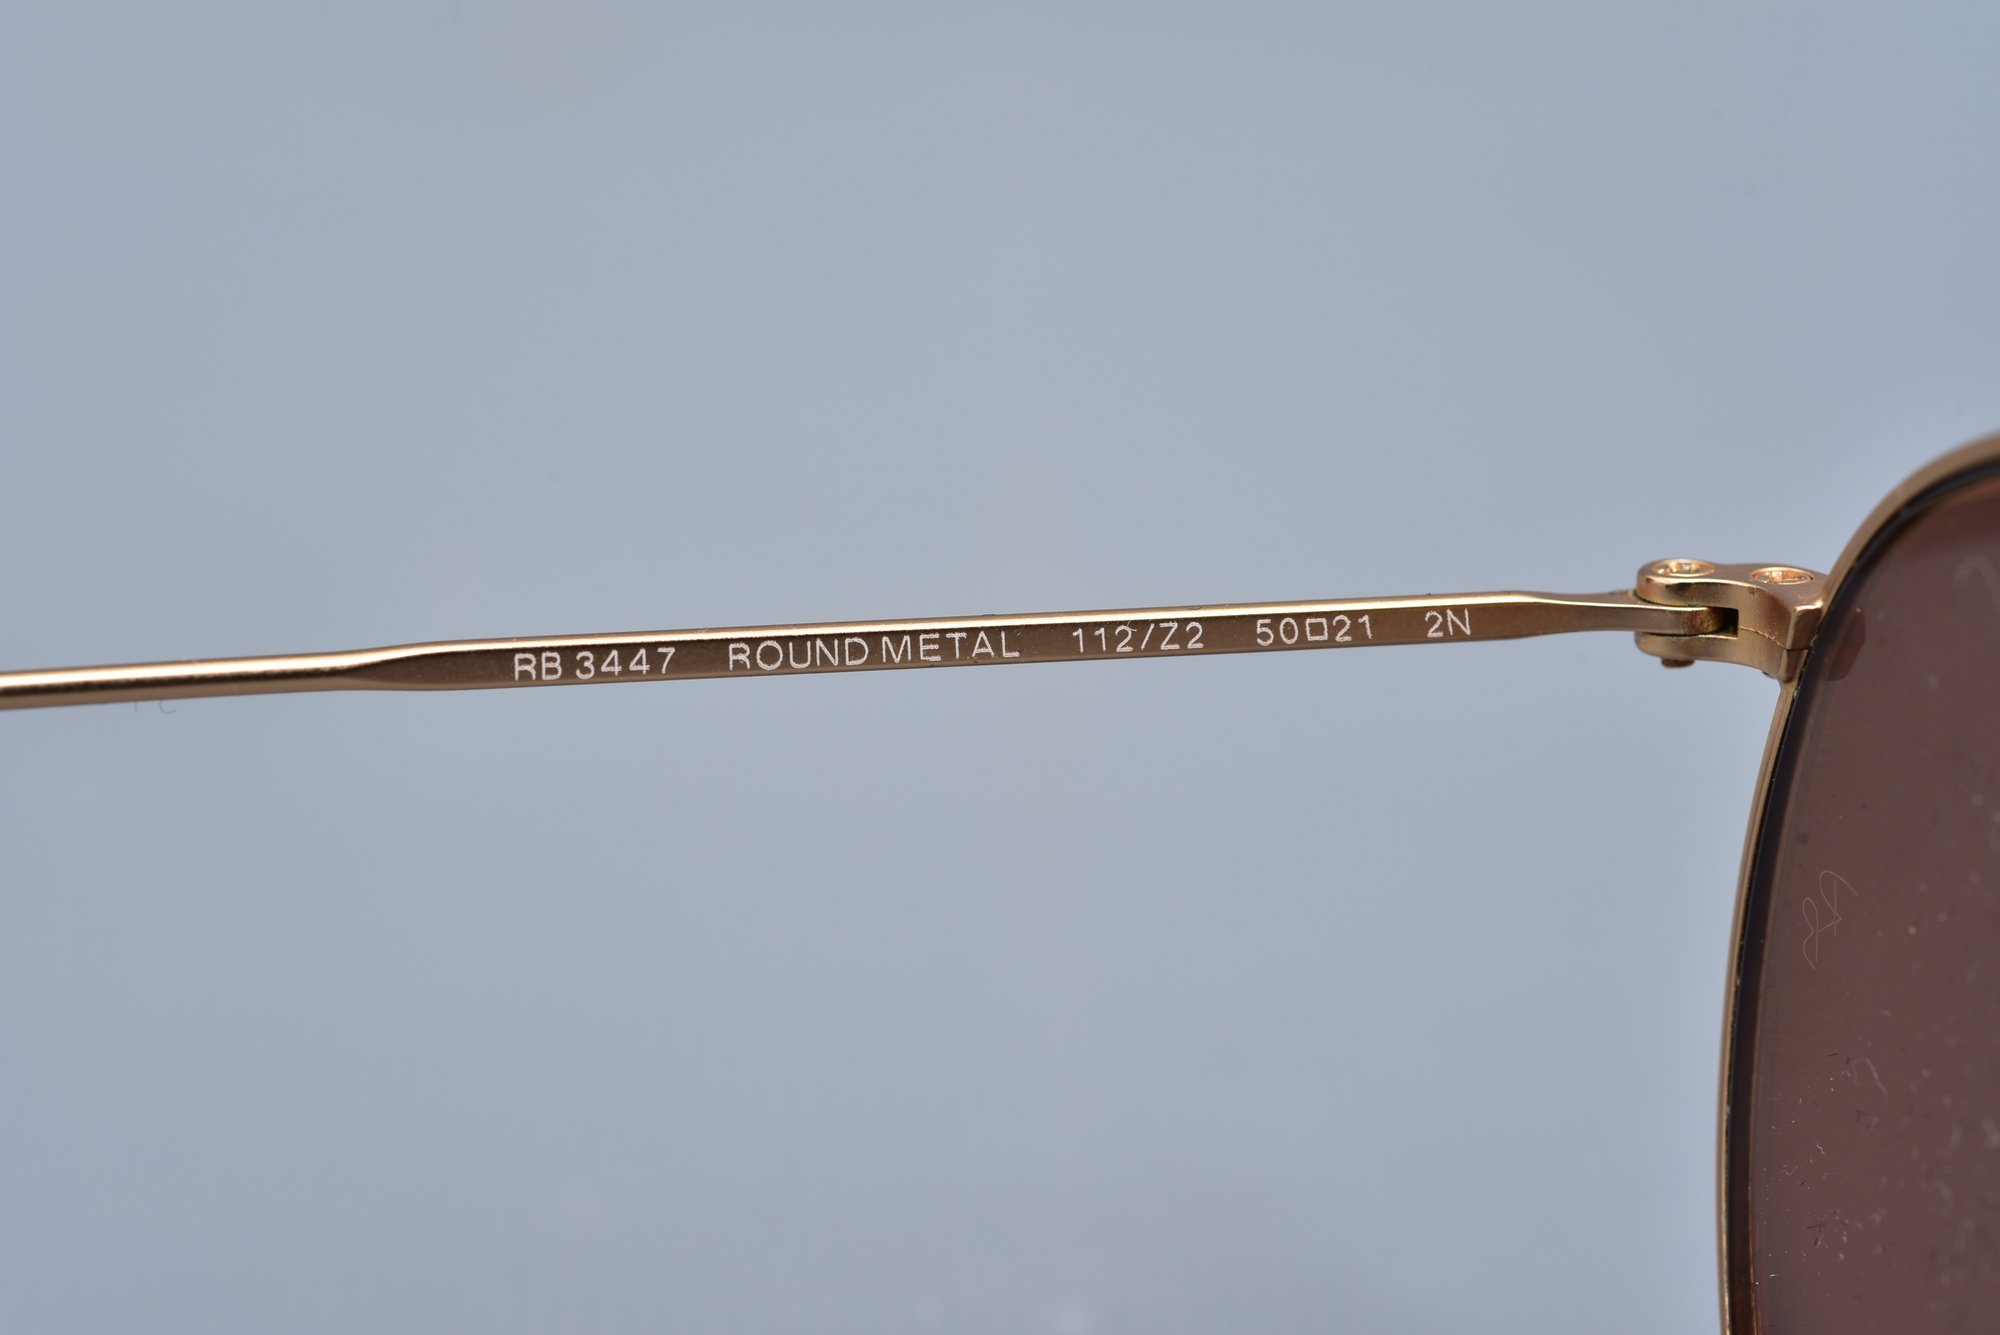 RB 3447 ROUND METAL 112/Z2 50□21 2N